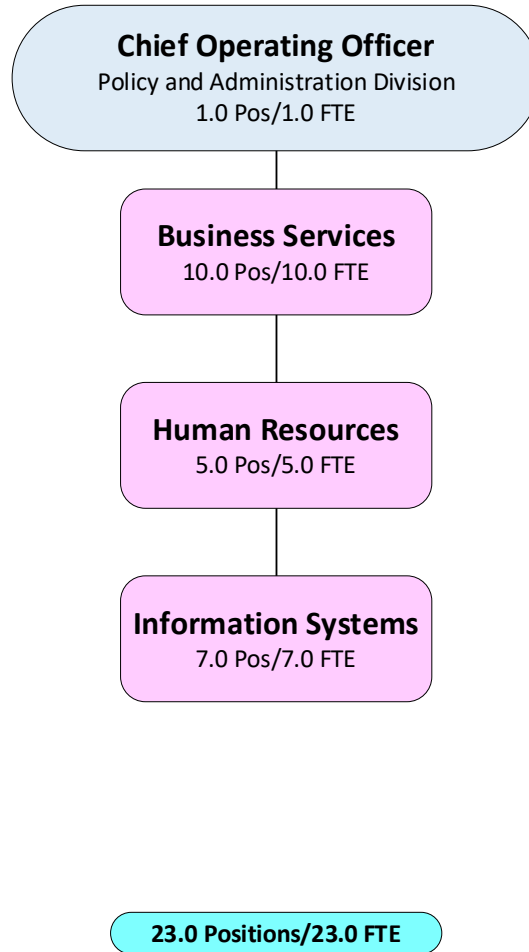 Chief Operating Officer
Policy and Administration Division
1.0 Pos/1.0 FTE
Business Services
10.0 Pos/10.0 FTE
Human Resources
5.0 Pos/5.0 FTE
Information Systems
7.0 Pos/7.0 FTE
23.0 Positions/23.0 FTE